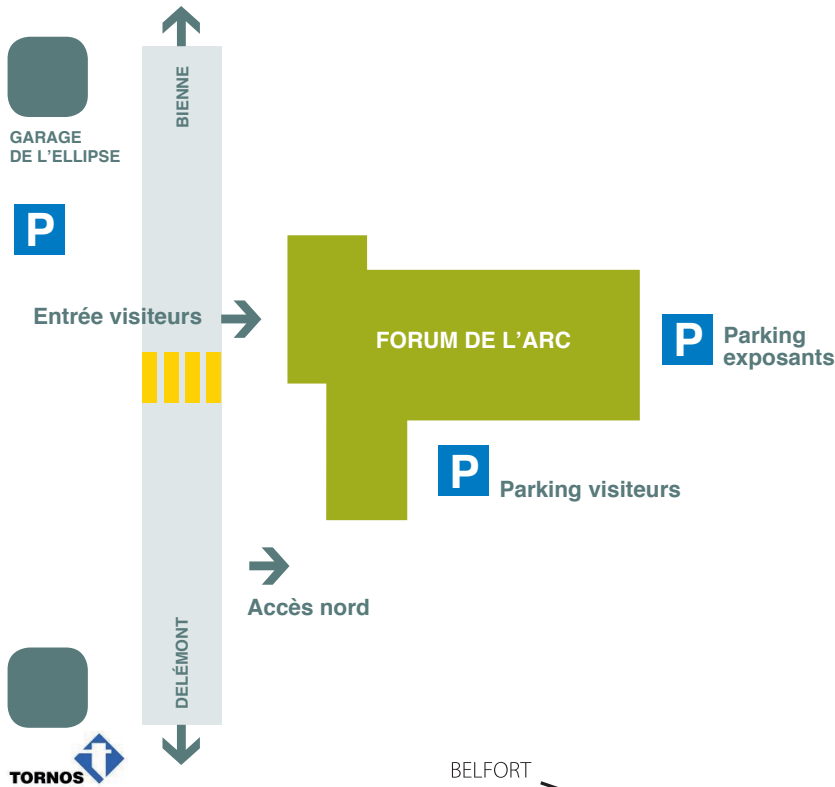 BIENNE
GARAGE
DE L'ELLIPSE
P
Entrée visiteurs
FORUM DE L'ARC
P
Parking
exposants
P
Parking visiteurs
Accès nord
DELÉMONT
t
TORNOS
BELFORT